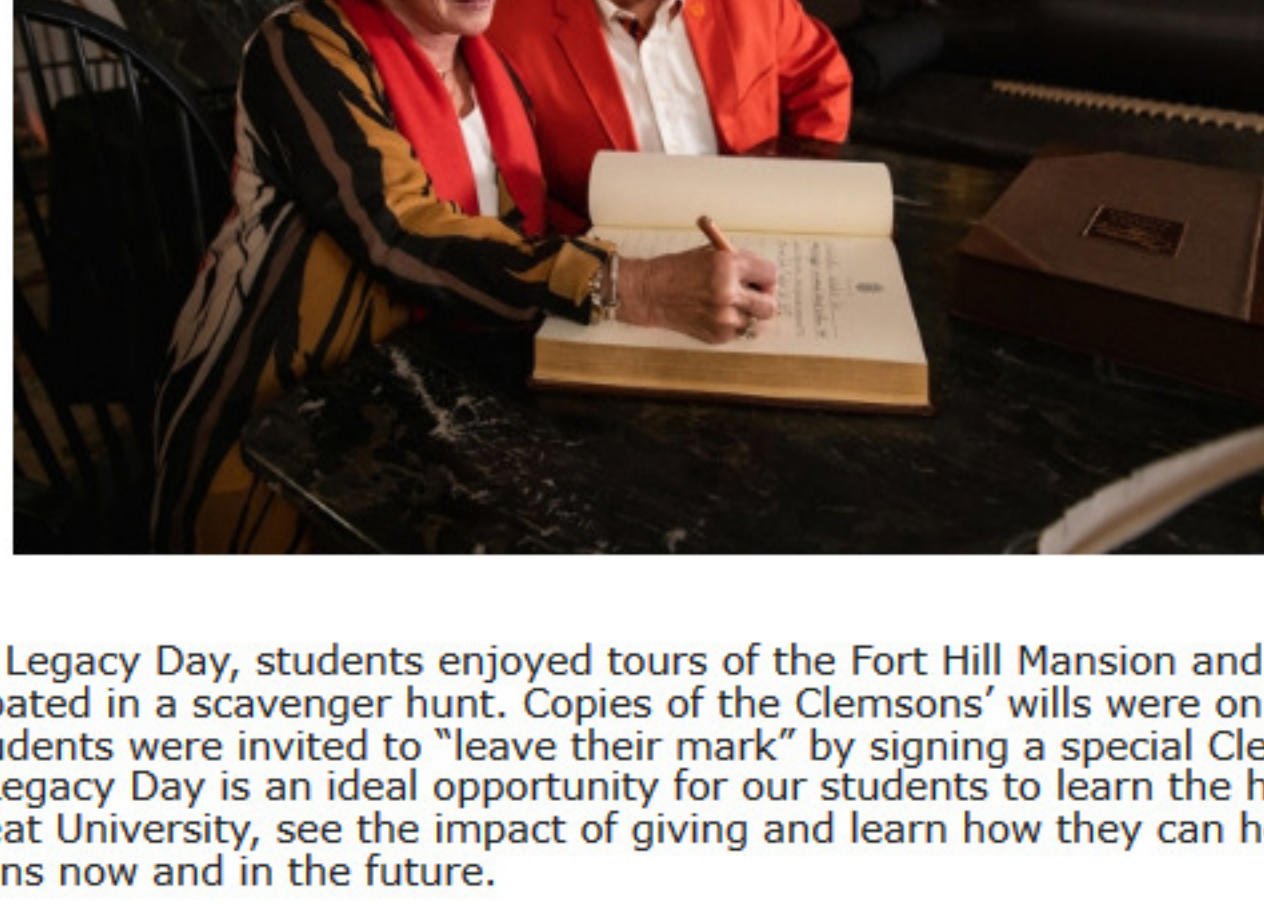 Legacy Day, students enjoyed tours of the Fort Hill Mansion and
pated in a scavenger hunt. Copies of the Clemsons’ wills were on
udents were invited to “leave their mark” by signing a special Cle
Legacy Day is an ideal opportunity for our students to learn the h
eat University, see the impact of giving and learn how they can h
ns now and in the future.